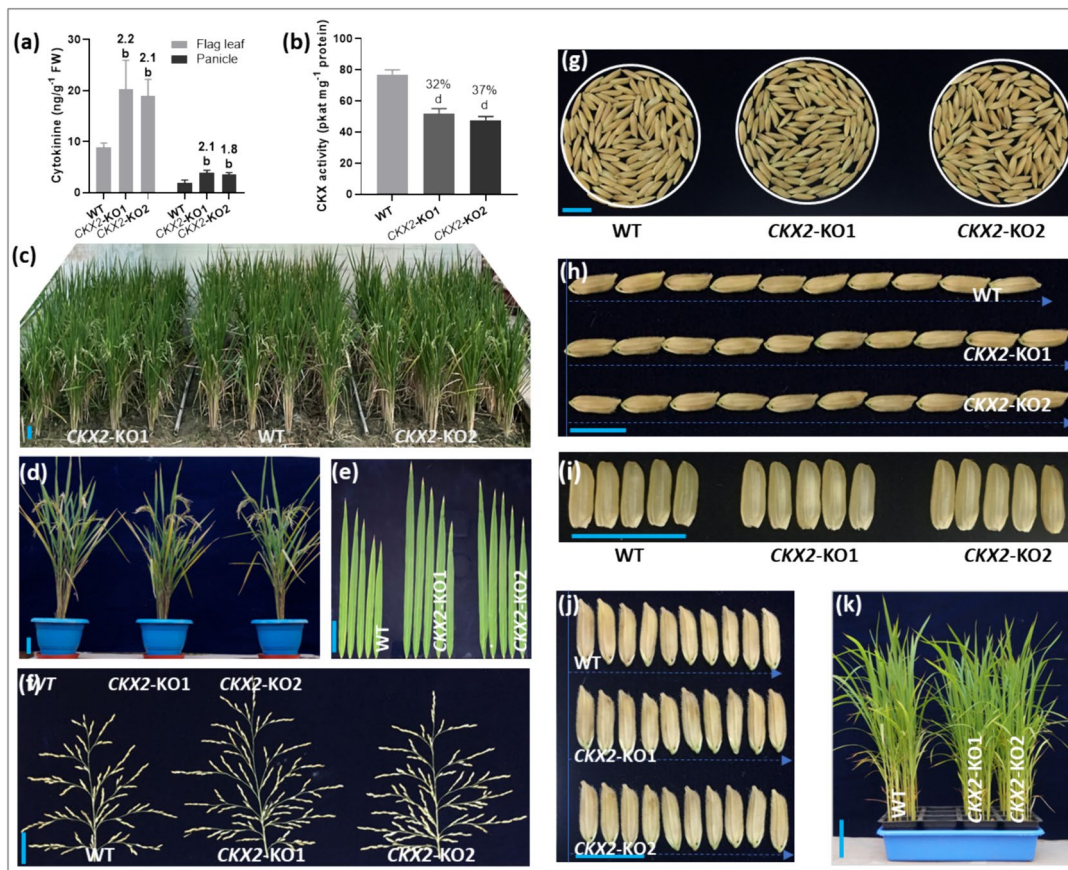 (a)
30
20
10
0
Cytokinine (ng/g⁻¹ FW)
2.2
b
2.1
b
2.1
b
1.8
b
Flag leaf
Panicle
WT
CKX2-KO1
CKX2-KO2
WT
CKX2-KO1
CKX2-KO2
(b)
100
80
60
40
20
0
CKX activity (pkat mg⁻¹ protein)
32%
d
37%
d
WT
CKX2-KO1
CKX2-KO2
(c)
CKX2-KO1 WT CKX2-KO2
(d)
(e)
WT
CKX2-KO1
CKX2-KO2
(f)
WT CKX2-KO1 CKX2-KO2
WT CKX2-KO1 CKX2-KO2
(g)
WT CKX2-KO1 CKX2-KO2
(h)
WT
CKX2-KO1
CKX2-KO2
(i)
WT CKX2-KO1 CKX2-KO2
(j)
WT
CKX2-KO1
CKX2-KO2
(k)
WT
CKX2-KO1
CKX2-KO2